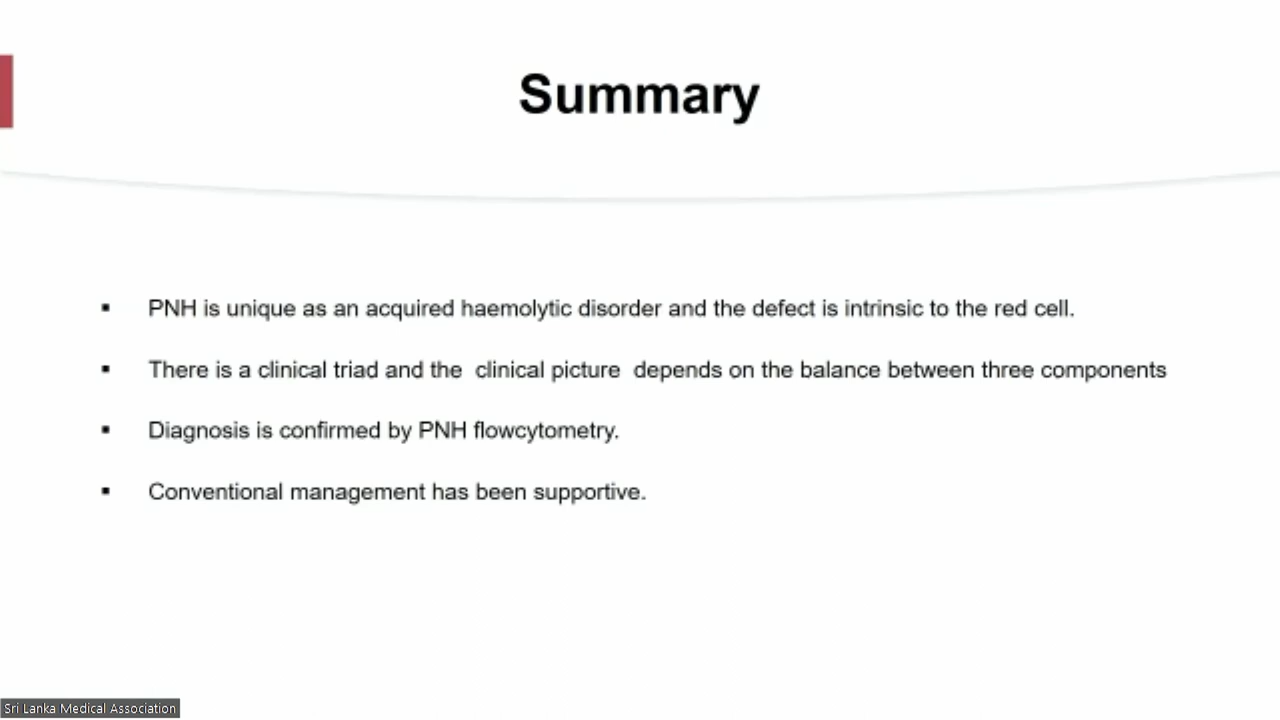 Summary
▪ PNH is unique as an acquired haemolytic disorder and the defect is intrinsic to the red cell.
▪ There is a clinical triad and the  clinical picture  depends on the balance between three components
▪ Diagnosis is confirmed by PNH flowcytometry.
▪ Conventional management has been supportive.
Sri Lanka Medical Association